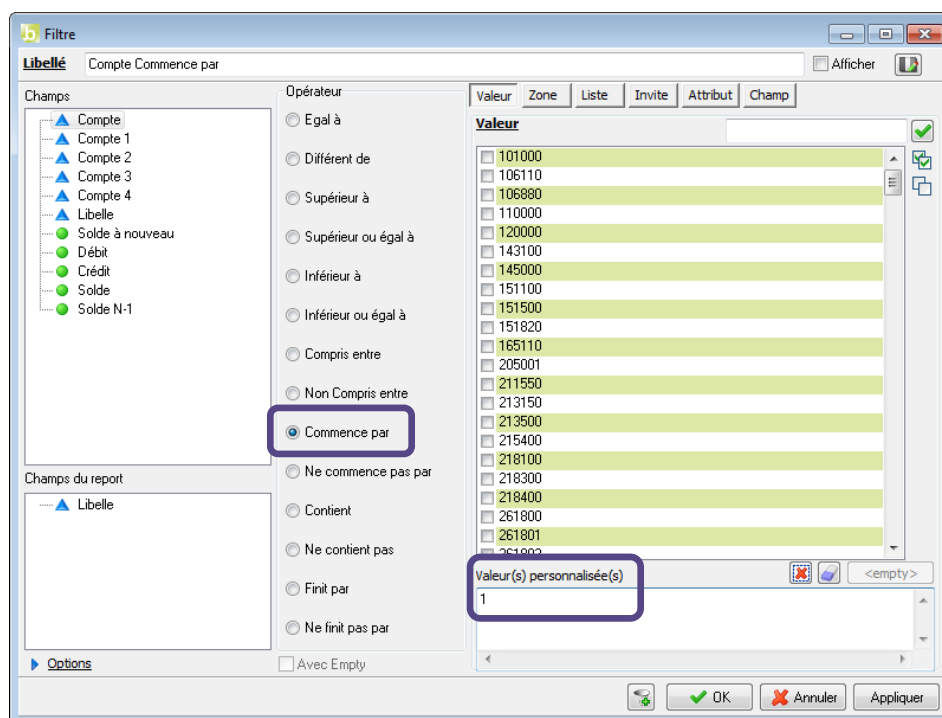 Filtre
Libellé Compte Commence par Afficher
Champs
Compte
Compte 1
Compte 2
Compte 3
Compte 4
Libelle
Solde à nouveau
Débit
Crédit
Solde
Solde N-1
Champs du report
Libelle
Options
Opérateur
Egal à
Différent de
Supérieur à
Supérieur ou égal à
Inférieur à
Inférieur ou égal à
Compris entre
Non Compris entre
Commence par
Ne commence pas par
Contient
Ne contient pas
Finit par
Ne finit pas par
Avec Empty
Valeur Zone Liste Invite Attribut Champ
Valeur
101000
106110
106880
110000
120000
143100
145000
151100
151500
151820
165110
205001
211550
213150
213500
215400
218100
218300
218400
261800
261801
Valeur(s) personnalisée(s) <empty>
1
OK Annuler Appliquer